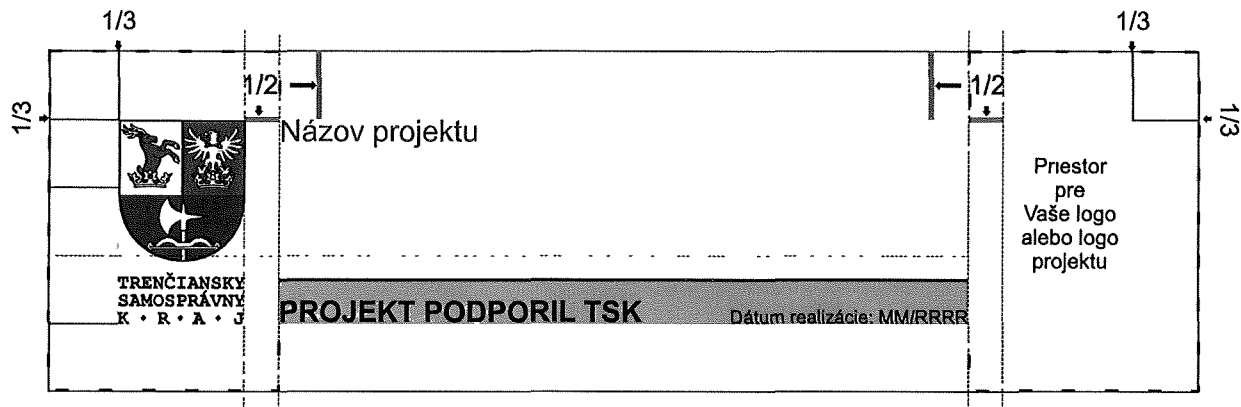 1/3
1/3
1/2
1/2
1/3
1/3
Názov projektu
Priestor
pre
Vaše logo
alebo logo
projektu
TRENČIANSKY
SAMOSPRÁVNY
K · R · A · J
PROJEKT PODPORIL TSK
Dátum realizácie: MM/RRRR